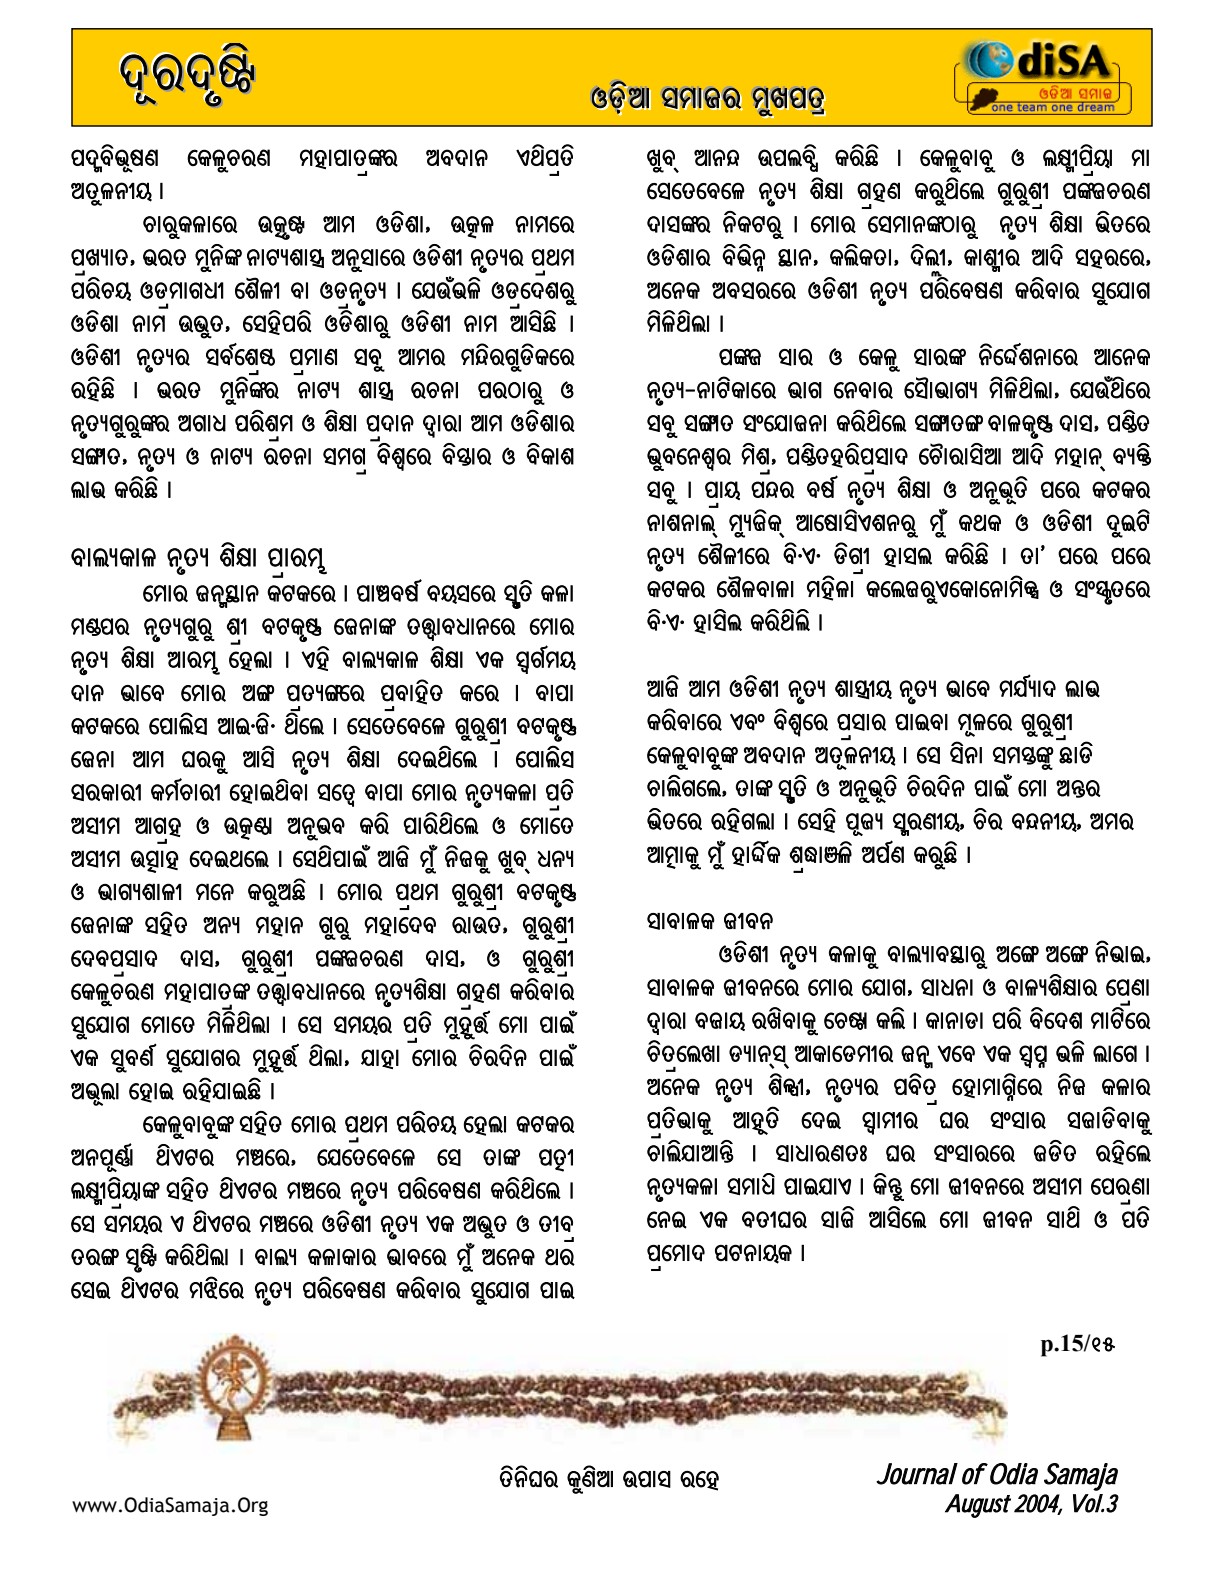 ଦୂରଦୃଷ୍ଟି
ଓଡ଼ିଆ ସମାଜର ମୁଖପତ୍ର
diSA
ଓଡିଆ ସମାଜ
one team one dream
ପଦ୍ମବିଭୂଷଣ କେଳୁଚରଣ ମହାପାତ୍ରଙ୍କର ଅବଦାନ ଏଥିପ୍ରତି
ଅତୁଳନୀୟ ।
ଚାରୁକଳାରେ ଉତ୍କୃଷ୍ଟ ଆମ ଓଡିଶା, ଉତ୍କଳ ନାମରେ
ପ୍ରଖ୍ୟାତ, ଭରତ ମୁନିଙ୍କ ନାଟ୍ୟଶାସ୍ତ୍ର ଅନୁସାରେ ଓଡିଶୀ ନୃତ୍ୟର ପ୍ରଥମ
ପରିଚୟ ଓଡ୍ରମାଗଧୀ ଶୈଳୀ ବା ଓଡ୍ରନୃତ୍ୟ । ଯେଉଁଭଳି ଓଡ୍ରଦେଶରୁ
ଓଡିଶା ନାମ ଉଦ୍ଭୁତ, ସେହିପରି ଓଡିଶାରୁ ଓଡିଶୀ ନାମ ଆସିଛି ।
ଓଡିଶୀ ନୃତ୍ୟର ସର୍ବଶ୍ରେଷ୍ଠ ପ୍ରମାଣ ସବୁ ଆମର ମନ୍ଦିରଗୁଡିକରେ
ରହିଛି । ଭରତ ମୁନିଙ୍କର ନାଟ୍ୟ ଶାସ୍ତ୍ର ରଚନା ପରଠାରୁ ଓ
ନୃତ୍ୟଗୁରୁଙ୍କର ଅଗାଧ ପରିଶ୍ରମ ଓ ଶିକ୍ଷା ପ୍ରଦାନ ଦ୍ୱାରା ଆମ ଓଡିଶାର
ସଙ୍ଗୀତ, ନୃତ୍ୟ ଓ ନାଟ୍ୟ ରଚନା ସମଗ୍ର ବିଶ୍ୱରେ ବିସ୍ତାର ଓ ବିକାଶ
ଲାଭ କରିଛି ।
ବାଲ୍ୟକାଳ ନୃତ୍ୟ ଶିକ୍ଷା ପ୍ରାରମ୍ଭ
ମୋର ଜନ୍ମସ୍ଥାନ କଟକରେ । ପାଞ୍ଚବର୍ଷ ବୟସରେ ସ୍ମୃତି କଳା
ମଣ୍ଡପର ନୃତ୍ୟଗୁରୁ ଶ୍ରୀ ବଟକୃଷ୍ଣ ଜେନାଙ୍କ ତତ୍ତ୍ୱାବଧାନରେ ମୋର
ନୃତ୍ୟ ଶିକ୍ଷା ଆରମ୍ଭ ହେଲା । ଏହି ବାଲ୍ୟକାଳ ଶିକ୍ଷା ଏକ ସ୍ୱର୍ଗମୟ
ଦାନ ଭାବେ ମୋର ଅଙ୍ଗ ପ୍ରତ୍ୟଙ୍ଗରେ ପ୍ରବାହିତ କରେ । ବାପା
କଟକରେ ପୋଲିସ ଆଇ·ଜି· ଥିଲେ । ସେତେବେଳେ ଗୁରୁଶ୍ରୀ ବଟକୃଷ୍ଣ
ଜେନା ଆମ ଘରକୁ ଆସି ନୃତ୍ୟ ଶିକ୍ଷା ଦେଇଥିଲେ । ପୋଲିସ
ସରକାରୀ କର୍ମଚାରୀ ହୋଇଥିବା ସତ୍ୱେ ବାପା ମୋର ନୃତ୍ୟକଳା ପ୍ରତି
ଅସୀମ ଆଗ୍ରହ ଓ ଉତ୍କଣ୍ଠା ଅନୁଭବ କରି ପାରିଥିଲେ ଓ ମୋତେ
ଅସୀମ ଉତ୍ସାହ ଦେଇଥଲେ । ସେଥିପାଇଁ ଆଜି ମୁଁ ନିଜକୁ ଖୁବ୍ ଧନ୍ୟ
ଓ ଭାଗ୍ୟଶାଳୀ ମନେ କରୁଅଛି । ମୋର ପ୍ରଥମ ଗୁରୁଶ୍ରୀ ବଟକୃଷ୍ଣ
ଜେନାଙ୍କ ସହିତ ଅନ୍ୟ ମହାନ ଗୁରୁ ମହାଦେବ ରାଉତ, ଗୁରୁଶ୍ରୀ
ଦେବପ୍ରସାଦ ଦାସ, ଗୁରୁଶ୍ରୀ ପଙ୍କଜଚରଣ ଦାସ, ଓ ଗୁରୁଶ୍ରୀ
କେଳୁଚରଣ ମହାପାତ୍ରଙ୍କ ତତ୍ତ୍ୱାବଧାନରେ ନୃତ୍ୟଶିକ୍ଷା ଗ୍ରହଣ କରିବାର
ସୁଯୋଗ ମୋତେ ମିଳିଥିଲା । ସେ ସମୟର ପ୍ରତି ମୁହୂର୍ତ୍ତ ମୋ ପାଇଁ
ଏକ ସୁବର୍ଣ ସୁଯୋଗର ମୁହୂର୍ତ୍ତ ଥିଲା, ଯାହା ମୋର ଚିରଦିନ ପାଇଁ
ଅଭୂଲା ହୋଇ ରହିଯାଇଛି ।
କେଳୁବାବୁଙ୍କ ସହିତ ମୋର ପ୍ରଥମ ପରିଚୟ ହେଲା କଟକର
ଅନପୂର୍ଣ୍ଣା ଥିଏଟର ମଞ୍ଚରେ, ଯେତେବେଳେ ସେ ତାଙ୍କ ପତ୍ନୀ
ଲକ୍ଷ୍ମୀପ୍ରିୟାଙ୍କ ସହିତ ଥିଏଟର ମଞ୍ଚରେ ନୃତ୍ୟ ପରିବେଷଣ କରିଥିଲେ ।
ସେ ସମୟର ଏ ଥିଏଟର ମଞ୍ଚରେ ଓଡିଶୀ ନୃତ୍ୟ ଏକ ଅଦ୍ଭୁତ ଓ ତୀବ୍ର
ତରଙ୍ଗ ସୃଷ୍ଟି କରିଥିଲା । ବାଲ୍ୟ କଳାକାର ଭାବରେ ମୁଁ ଅନେକ ଥର
ସେଇ ଥିଏଟର ମଝିରେ ନୃତ୍ୟ ପରିବେଷଣ କରିବାର ସୁଯୋଗ ପାଇ
ଖୁବ୍ ଆନନ୍ଦ ଉପଲବ୍ଧି କରିଛି । କେଳୁବାବୁ ଓ ଲକ୍ଷ୍ମୀପ୍ରିୟା ମା
ସେତେବେଳେ ନୃତ୍ୟ ଶିକ୍ଷା ଗ୍ରହଣ କରୁଥିଲେ ଗୁରୁଶ୍ରୀ ପଙ୍କଜଚରଣ
ଦାସଙ୍କର ନିକଟରୁ । ମୋର ସେମାନଙ୍କଠାରୁ ନୃତ୍ୟ ଶିକ୍ଷା ଭିତରେ
ଓଡିଶାର ବିଭିନ୍ନ ସ୍ଥାନ, କଲିକତା, ଦିଲ୍ଲୀ, କାଶ୍ମୀର ଆଦି ସହରରେ,
ଅନେକ ଅବସରରେ ଓଡିଶୀ ନୃତ୍ୟ ପରିବେଷଣ କରିବାର ସୁଯୋଗ
ମିଳିଥିଲା ।
ପଙ୍କଜ ସାର ଓ କେଳୁ ସାରଙ୍କ ନିର୍ଦ୍ଦେଶନାରେ ଆନେକ
ନୃତ୍ୟ-ନାଟିକାରେ ଭାଗ ନେବାର ସୌଭାଗ୍ୟ ମିଳିଥିଲା, ଯେଉଁଥିରେ
ସବୁ ସଙ୍ଗୀତ ସଂଯୋଜନା କରିଥିଲେ ସଙ୍ଗୀତଙ୍ଗ ବାଳକୃଷ୍ଣ ଦାସ, ପଣ୍ଡିତ
ଭୁବନେଶ୍ୱର ମିଶ୍ର, ପଣ୍ଡିତହରିପ୍ରସାଦ ଚୌରାସିଆ ଆଦି ମହାନ୍ ବ୍ୟକ୍ତି
ସବୁ । ପ୍ରାୟ ପନ୍ଦର ବର୍ଷ ନୃତ୍ୟ ଶିକ୍ଷା ଓ ଅନୁଭୂତି ପରେ କଟକର
ନାଶନାଲ୍ ମ୍ୟୁଜିକ୍ ଆଷୋସିଏଶନରୁ ମୁଁ କଥକ ଓ ଓଡିଶୀ ଦୁଇଟି
ନୃତ୍ୟ ଶୈଳୀରେ ବି·ଏ· ଡିଗ୍ରୀ ହାସଲ କରିଛି । ତା’ ପରେ ପରେ
କଟକର ଶୈଳବାଳା ମହିଳା କଲେଜରୁଏକୋନୋମିକ୍ସ ଓ ସଂସ୍କୃତରେ
ବି·ଏ· ହାସିଲ କରିଥିଲି ।
ଆଜି ଆମ ଓଡିଶୀ ନୃତ୍ୟ ଶାସ୍ତ୍ରୀୟ ନୃତ୍ୟ ଭାବେ ମର୍ଯ୍ୟାଦ ଲାଭ
କରିବାରେ ଏବଂ ବିଶ୍ୱରେ ପ୍ରସାର ପାଇବା ମୂଳରେ ଗୁରୁଶ୍ରୀ
କେଳୁବାବୁଙ୍କ ଅବଦାନ ଅତୂଳନୀୟ । ସେ ସିନା ସମସ୍ତଙ୍କୁ ଛାଡି
ଚାଲିଗଲେ, ତାଙ୍କ ସ୍ମୃତି ଓ ଅନୁଭୂତି ଚିରଦିନ ପାଇଁ ମୋ ଅନ୍ତର
ଭିତରେ ରହିଗଲା । ସେହି ପୂଜ୍ୟ ସ୍ମରଣୀୟ, ଚିର ବନ୍ଦନୀୟ, ଅମର
ଆତ୍ମାକୁ ମୁଁ ହାର୍ଦ୍ଦିକ ଶ୍ରଦ୍ଧାଞ୍ଜଳି ଅର୍ପଣ କରୁଛି ।
ସାବାଳକ ଜୀବନ
ଓଡିଶୀ ନୃତ୍ୟ କଳାକୁ ବାଲ୍ୟାବସ୍ଥାରୁ ଅଙ୍ଗେ ଅଙ୍ଗେ ନିଭାଇ,
ସାବାଳକ ଜୀବନରେ ମୋର ଯୋଗ, ସାଧନା ଓ ବାଳ୍ୟଶିକ୍ଷାର ପ୍ରେଣା
ଦ୍ୱାରା ବଜାୟ ରଖିବାକୁ ଚେଷ୍ଟା କଲି । କାନାଡା ପରି ବିଦେଶ ମାଟିରେ
ଚିତ୍ରଲେଖା ଡ୍ୟାନ୍ସ୍ ଆକାଡେମୀର ଜନ୍ମ ଏବେ ଏକ ସ୍ୱପ୍ନ ଭଳି ଲାଗେ ।
ଅନେକ ନୃତ୍ୟ ଶିଳ୍ପୀ, ନୃତ୍ୟର ପବିତ୍ର ହୋମାଗ୍ନିରେ ନିଜ କଳାର
ପ୍ରତିଭାକୁ ଆହୂତି ଦେଇ ସ୍ୱାମୀର ଘର ସଂସାର ସଜାଡିବାକୁ
ଚାଲିଯାଆନ୍ତି । ସାଧାରଣତଃ ଘର ସଂସାରରେ ଜଡିତ ରହିଲେ
ନୃତ୍ୟକଳା ସମାଧି ପାଇଯାଏ । କିନ୍ତୁ ମୋ ଜୀବନରେ ଅସୀମ ପ୍ରେରଣା
ନେଇ ଏକ ବତୀଘର ସାଜି ଆସିଲେ ମୋ ଜୀବନ ସାଥି ଓ ପତି
ପ୍ରମୋଦ ପଟନାୟକ ।
p.15/୧୫
ତିନିଘର କୁଣିଆ ଉପାସ ରହେ
Journal of Odia Samaja
www.OdiaSamaja.Org
August 2004, Vol.3